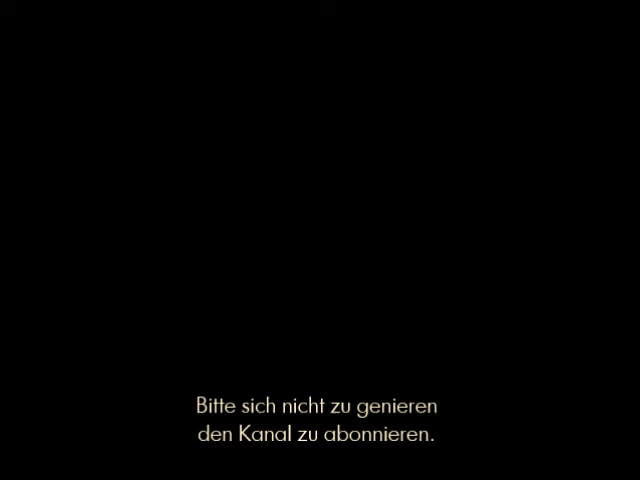 Bitte sich nicht zu genieren
den Kanal zu abonnieren.